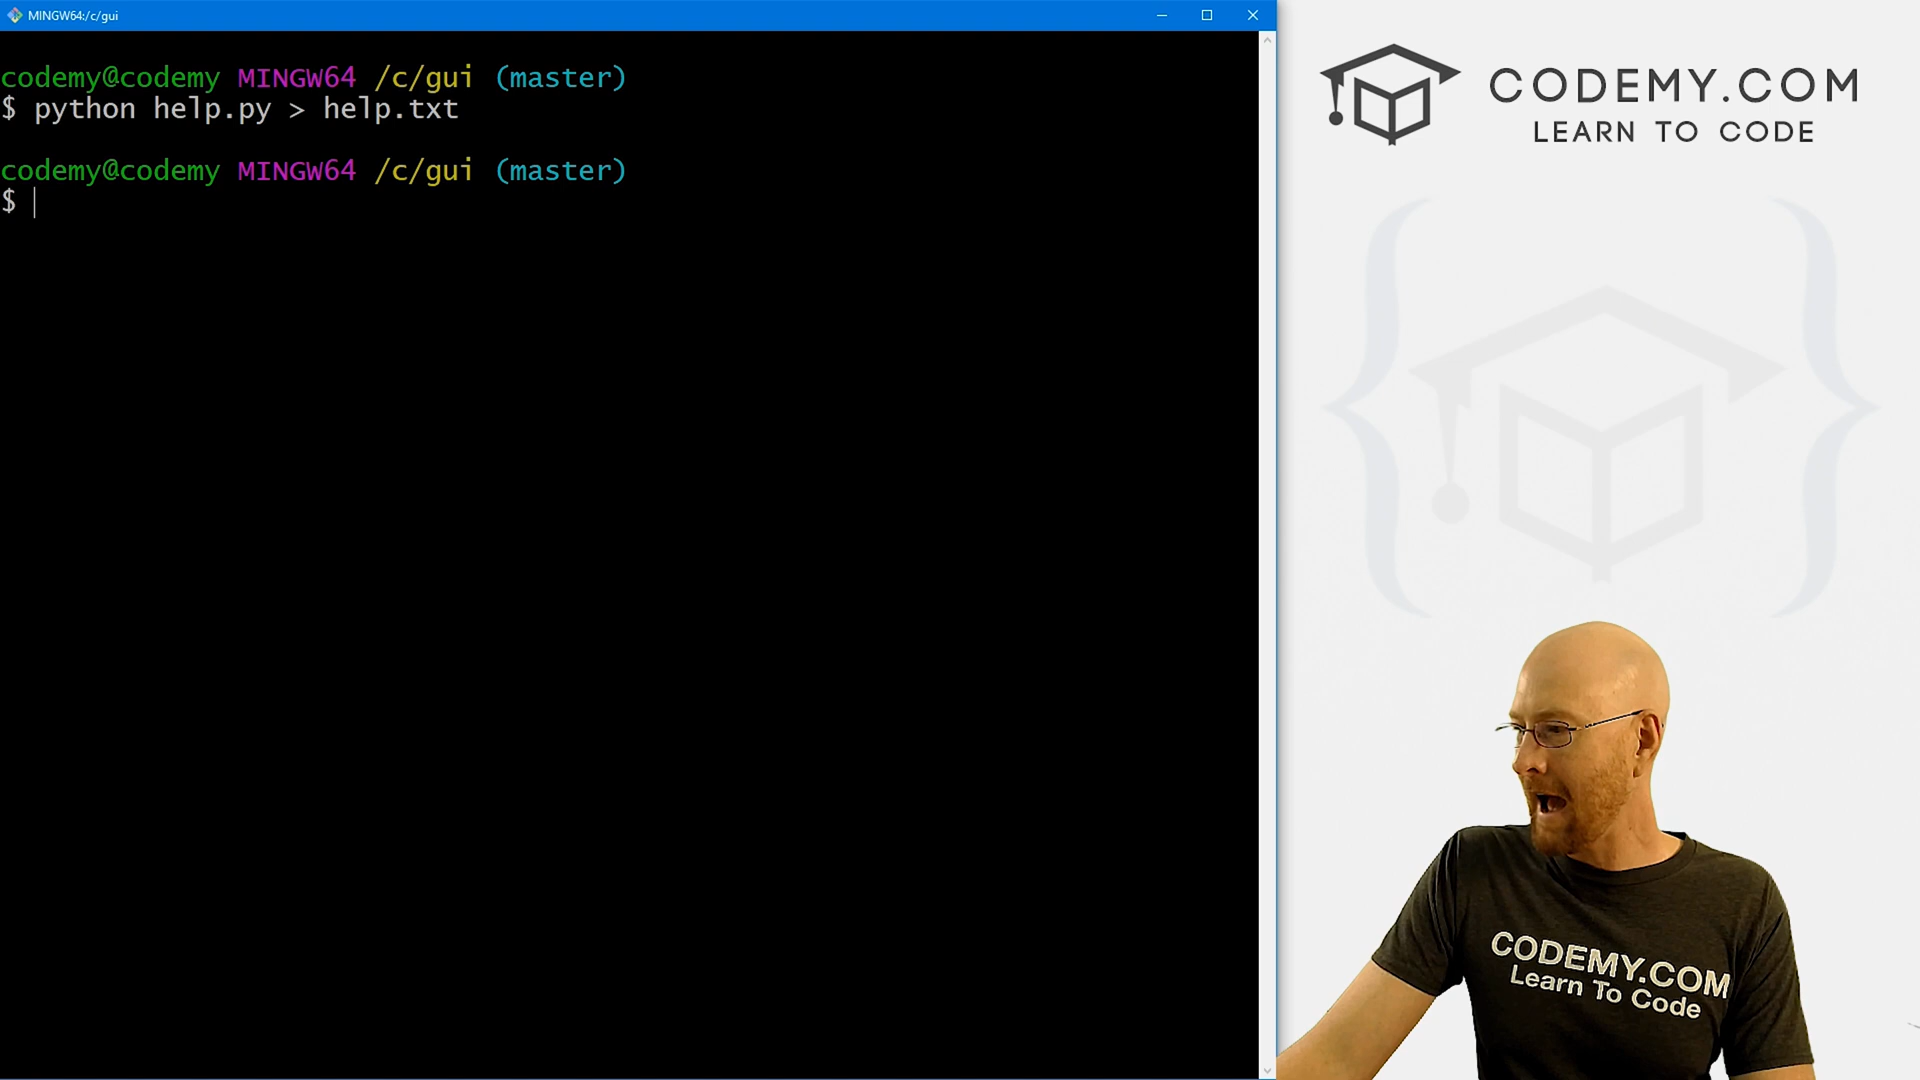 MINGW64:/c/gui
codemy@codemy MINGW64 /c/gui (master)
$ python help.py > help.txt
codemy@codemy MINGW64 /c/gui (master)
$
CODEMY.COM
LEARN TO CODE
CODEMY.COM
Learn To Code